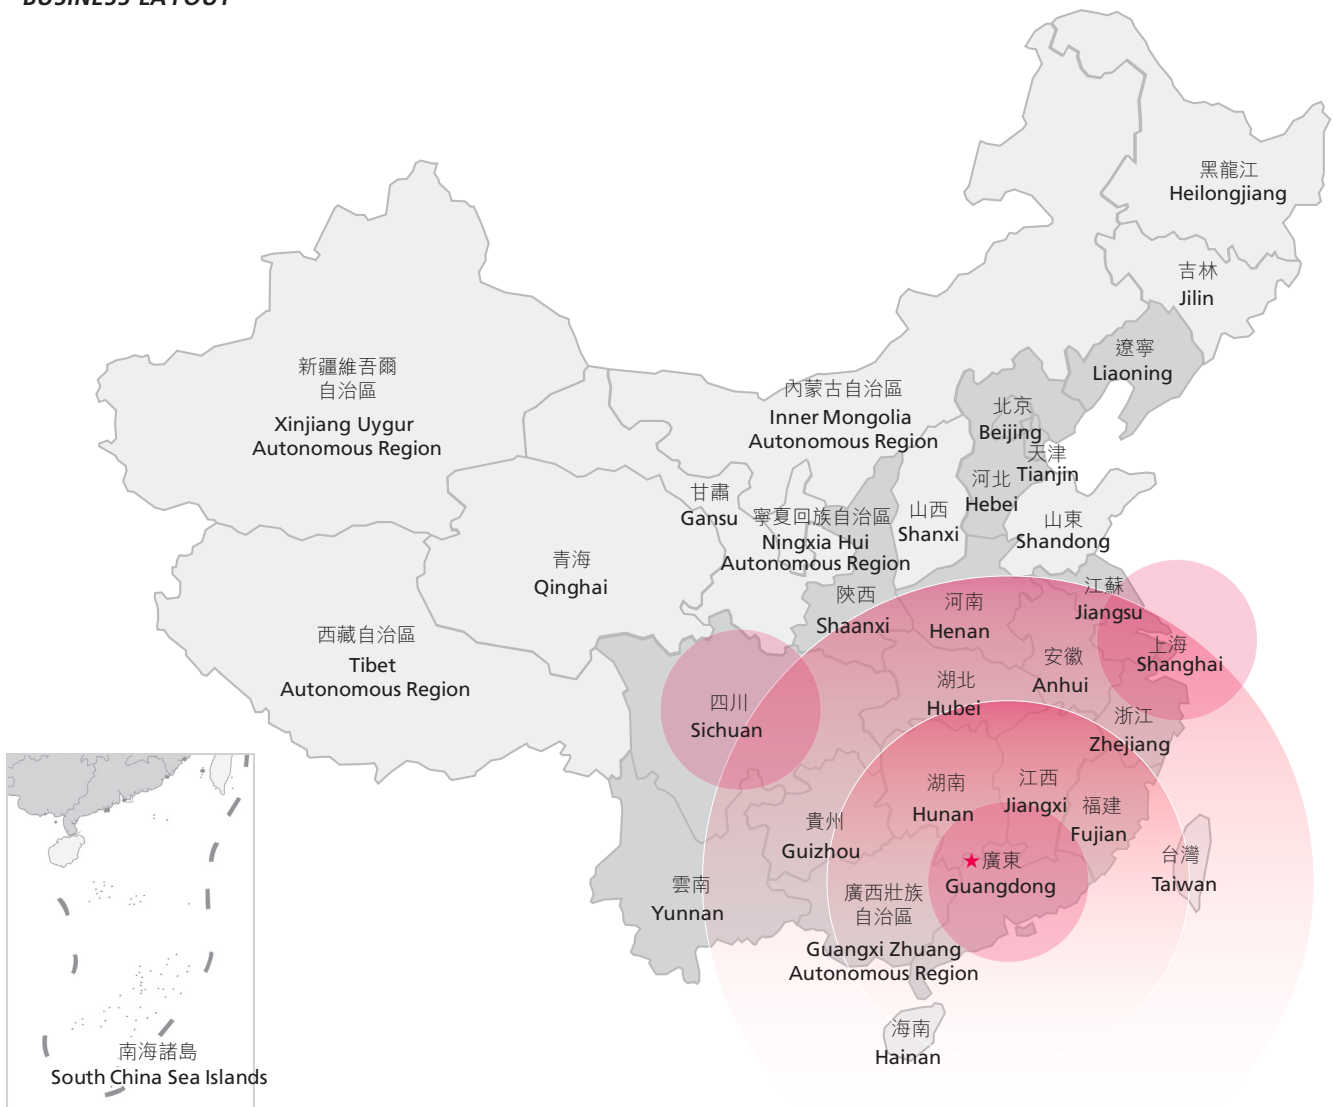 BUSINESS LAYOUT
黑龍江
Heilongjiang
吉林
Jilin
遼寧
Liaoning
新疆維吾爾
自治區
Xinjiang Uygur
Autonomous Region
內蒙古自治區
Inner Mongolia
Autonomous Region
北京
Beijing
天津
Tianjin
河北
Hebei
甘肅
Gansu
寧夏回族自治區
Ningxia Hui
Autonomous Region
山西
Shanxi
山東
Shandong
青海
Qinghai
陝西
Shaanxi
河南
Henan
江蘇
Jiangsu
西藏自治區
Tibet
Autonomous Region
上海
Shanghai
安徽
Anhui
湖北
Hubei
四川
Sichuan
浙江
Zhejiang
湖南
Hunan
江西
Jiangxi
福建
Fujian
貴州
Guizhou
台灣
Taiwan
廣東
Guangdong
雲南
Yunnan
廣西壯族
自治區
Guangxi Zhuang
Autonomous Region
海南
Hainan
南海諸島
South China Sea Islands